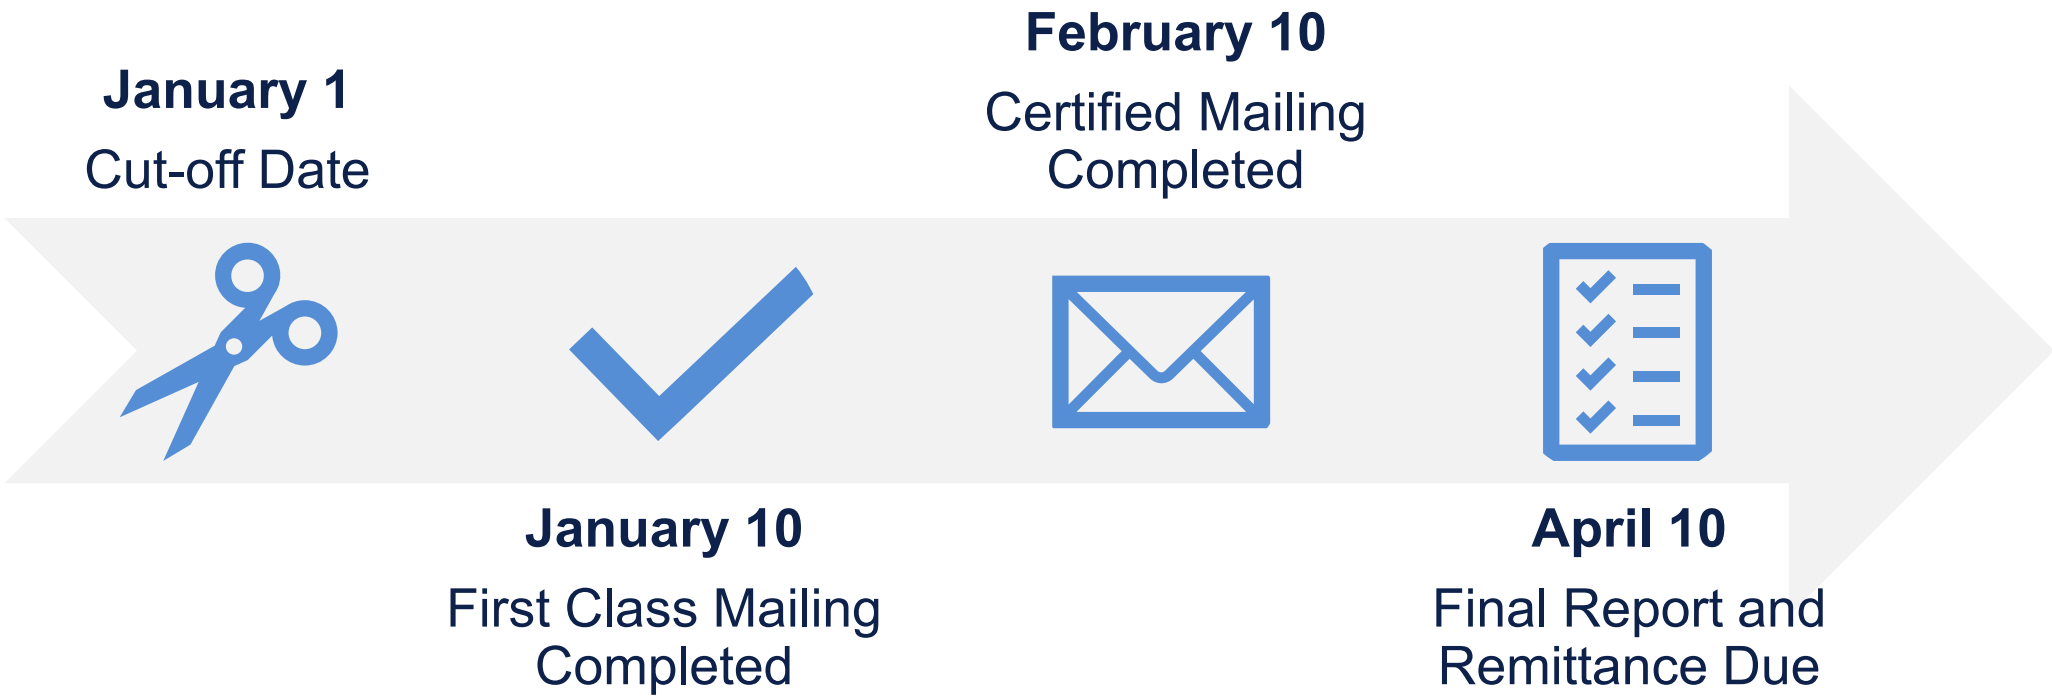 January 1
Cut-off Date
January 10
First Class Mailing
Completed
February 10
Certified Mailing
Completed
April 10
Final Report and
Remittance Due